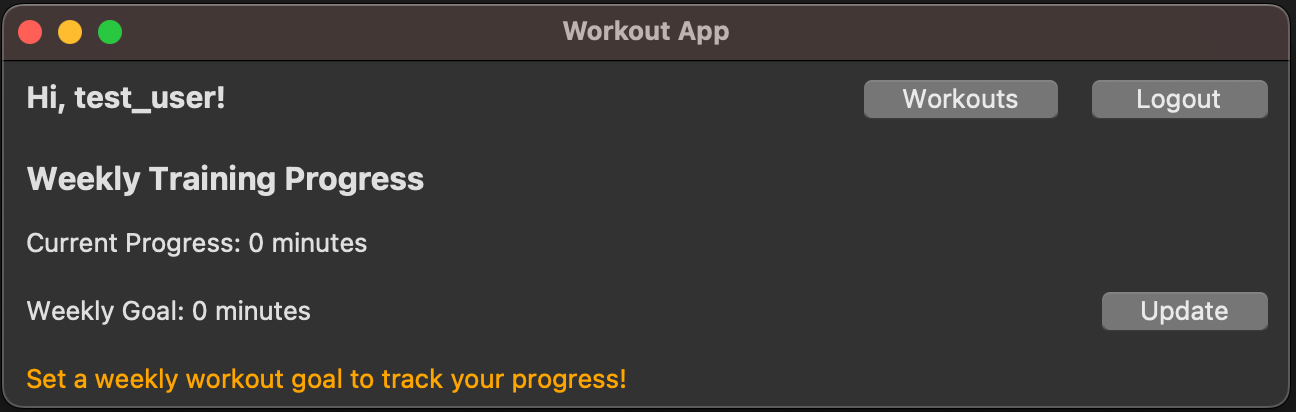 Workout App
Hi, test_user!
Workouts
Logout
Weekly Training Progress
Current Progress: 0 minutes
Weekly Goal: 0 minutes
Update
Set a weekly workout goal to track your progress!